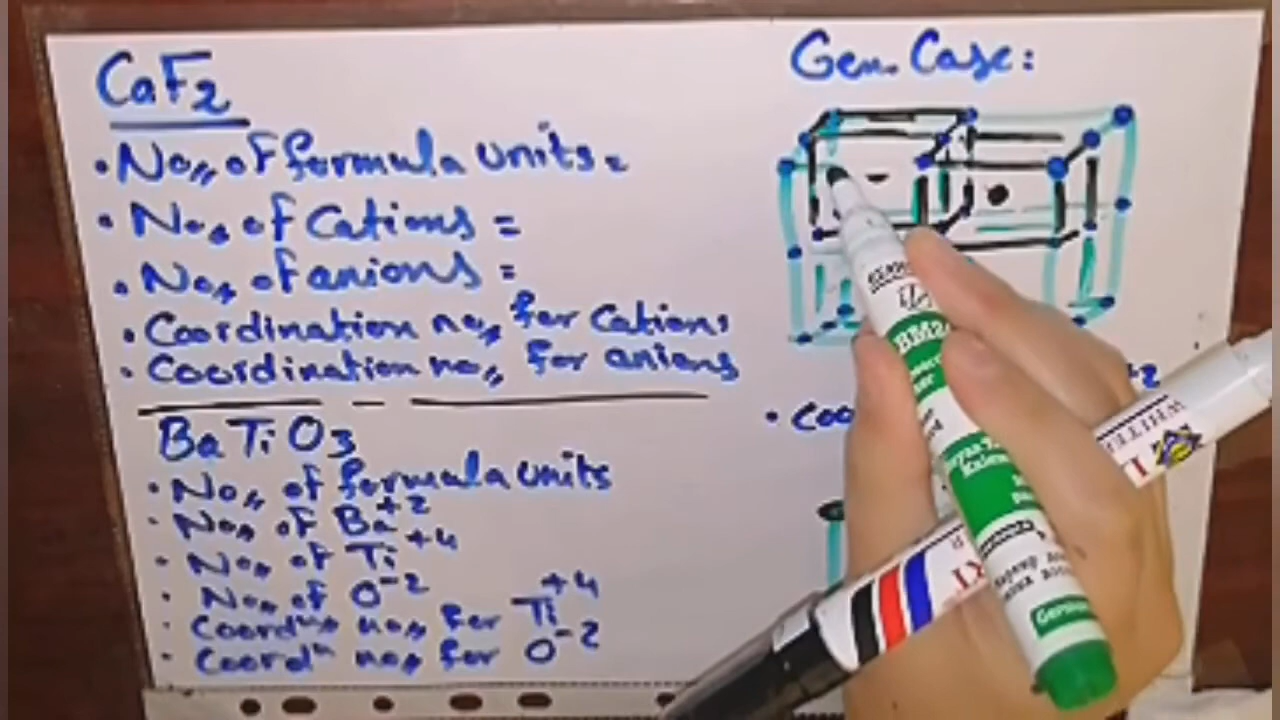 CaF2
• No,, of formula units =
• No,, of Cations =
• No,, of anions =
• Coordination no,, for Cations
• Coordination no,, for anions
BaTiO3
• No,, of formula units
• No,, of Ba+2
• No,, of Ti+4
• No,, of O-2
• Coordn no,, for Ti+4
• Coordn no,, for O-2
Gen. Case: